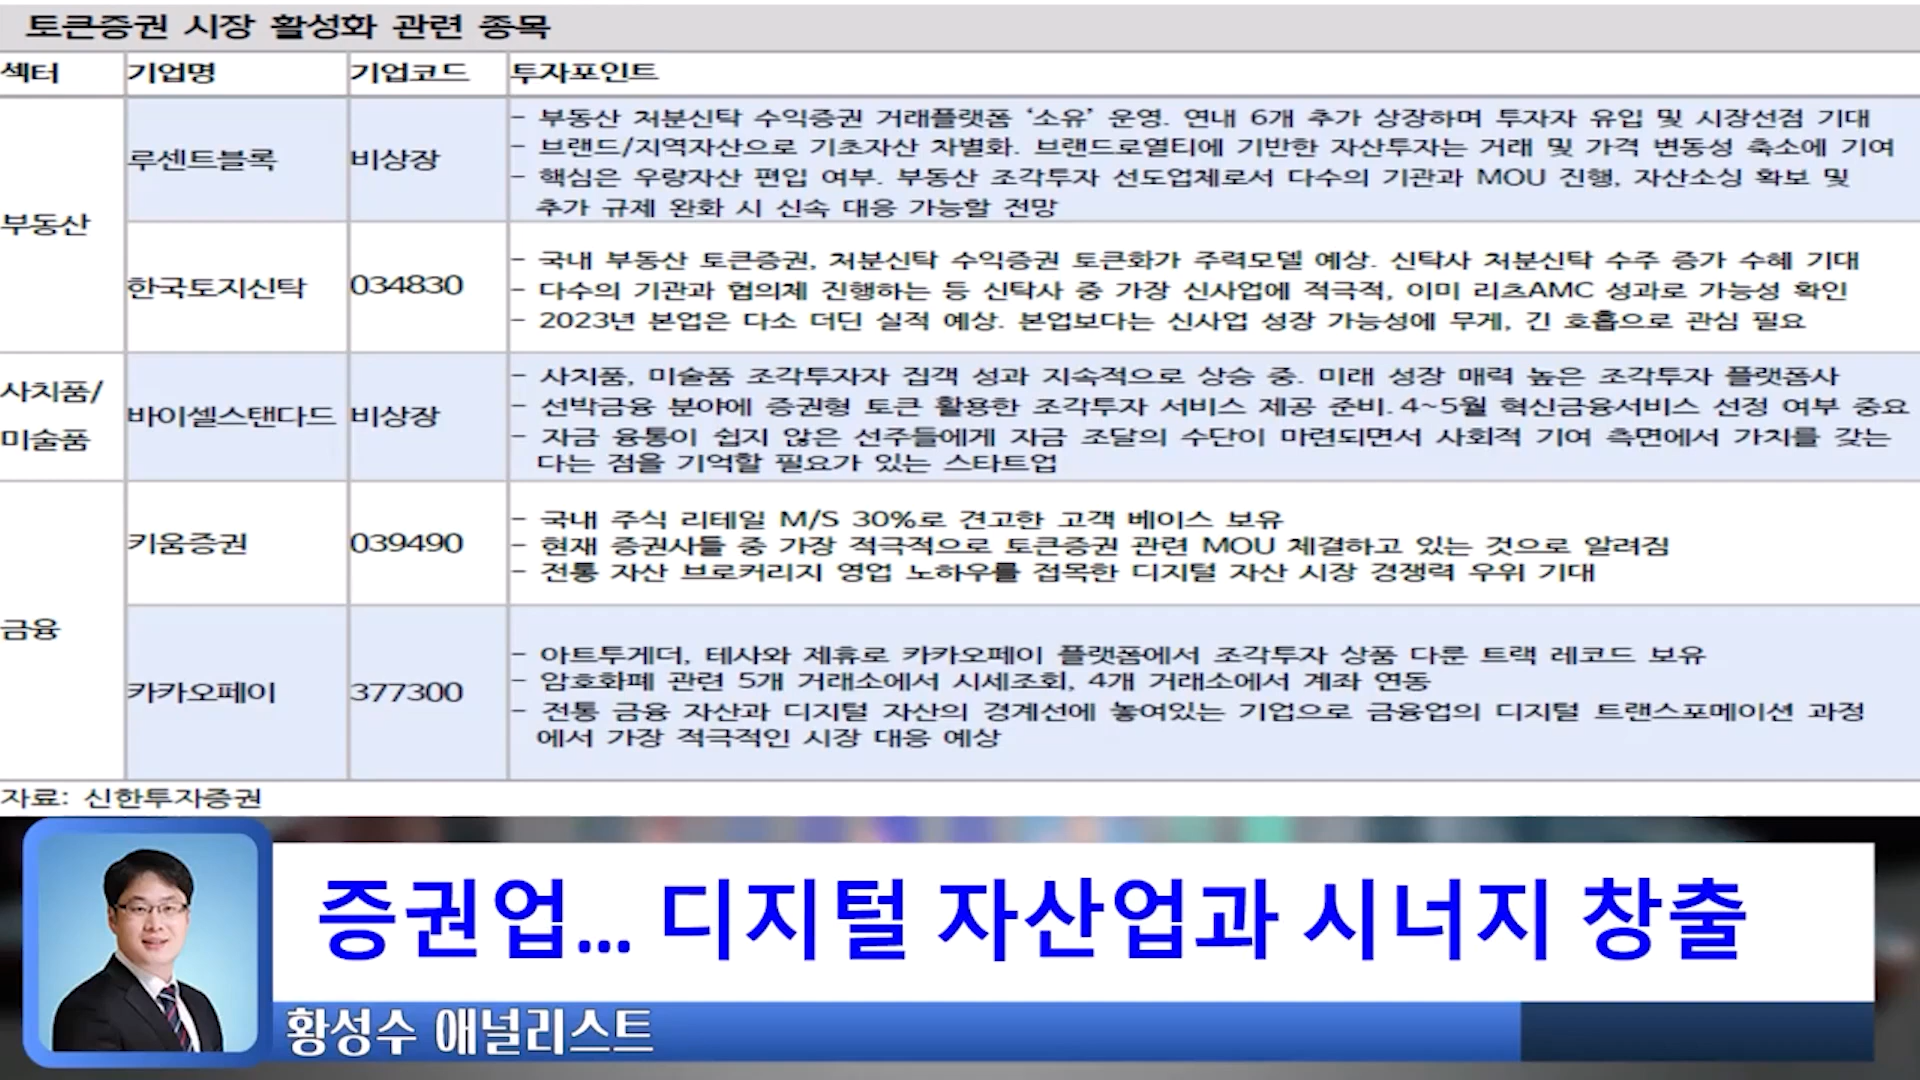 토큰증권 시장 활성화 관련 종목
섹터 기업명 기업코드 투자포인트
부동산
루센트블록 비상장
- 부동산 처분신탁 수익증권 거래플랫폼 ‘소유’ 운영. 연내 6개 추가 상장하며 투자자 유입 및 시장선점 기대
- 브랜드/지역자산으로 기초자산 차별화. 브랜드로열티에 기반한 자산투자는 거래 및 가격 변동성 축소에 기여
- 핵심은 우량자산 편입 여부. 부동산 조각투자 선도업체로서 다수의 기관과 MOU 진행, 자산소싱 확보 및
추가 규제 완화 시 신속 대응 가능할 전망
한국토지신탁 034830
- 국내 부동산 토큰증권, 처분신탁 수익증권 토큰화가 주력모델 예상. 신탁사 처분신탁 수주 증가 수혜 기대
- 다수의 기관과 협의체 진행하는 등 신탁사 중 가장 신사업에 적극적, 이미 리츠AMC 성과로 가능성 확인
- 2023년 본업은 다소 더딘 실적 예상. 본업보다는 신사업 성장 가능성에 무게, 긴 호흡으로 관심 필요
사치품/
미술품
바이셀스탠다드 비상장
- 사치품, 미술품 조각투자자 집객 성과 지속적으로 상승 중. 미래 성장 매력 높은 조각투자 플랫폼사
- 선박금융 분야에 증권형 토큰 활용한 조각투자 서비스 제공 준비. 4~5월 혁신금융서비스 선정 여부 중요
- 자금 융통이 쉽지 않은 선주들에게 자금 조달의 수단이 마련되면서 사회적 기여 측면에서 가치를 갖는
다는 점을 기억할 필요가 있는 스타트업
금융
키움증권 039490
- 국내 주식 리테일 M/S 30%로 견고한 고객 베이스 보유
- 현재 증권사들 중 가장 적극적으로 토큰증권 관련 MOU 체결하고 있는 것으로 알려짐
- 전통 자산 브로커리지 영업 노하우를 접목한 디지털 자산 시장 경쟁력 우위 기대
카카오페이 377300
- 아트투게더, 테사와 제휴로 카카오페이 플랫폼에서 조각투자 상품 다룬 트랙 레코드 보유
- 암호화폐 관련 5개 거래소에서 시세조회, 4개 거래소에서 계좌 연동
- 전통 금융 자산과 디지털 자산의 경계선에 놓여있는 기업으로 금융업의 디지털 트랜스포메이션 과정
에서 가장 적극적인 시장 대응 예상
자료: 신한투자증권
증권업... 디지털 자산업과 시너지 창출
황성수 애널리스트